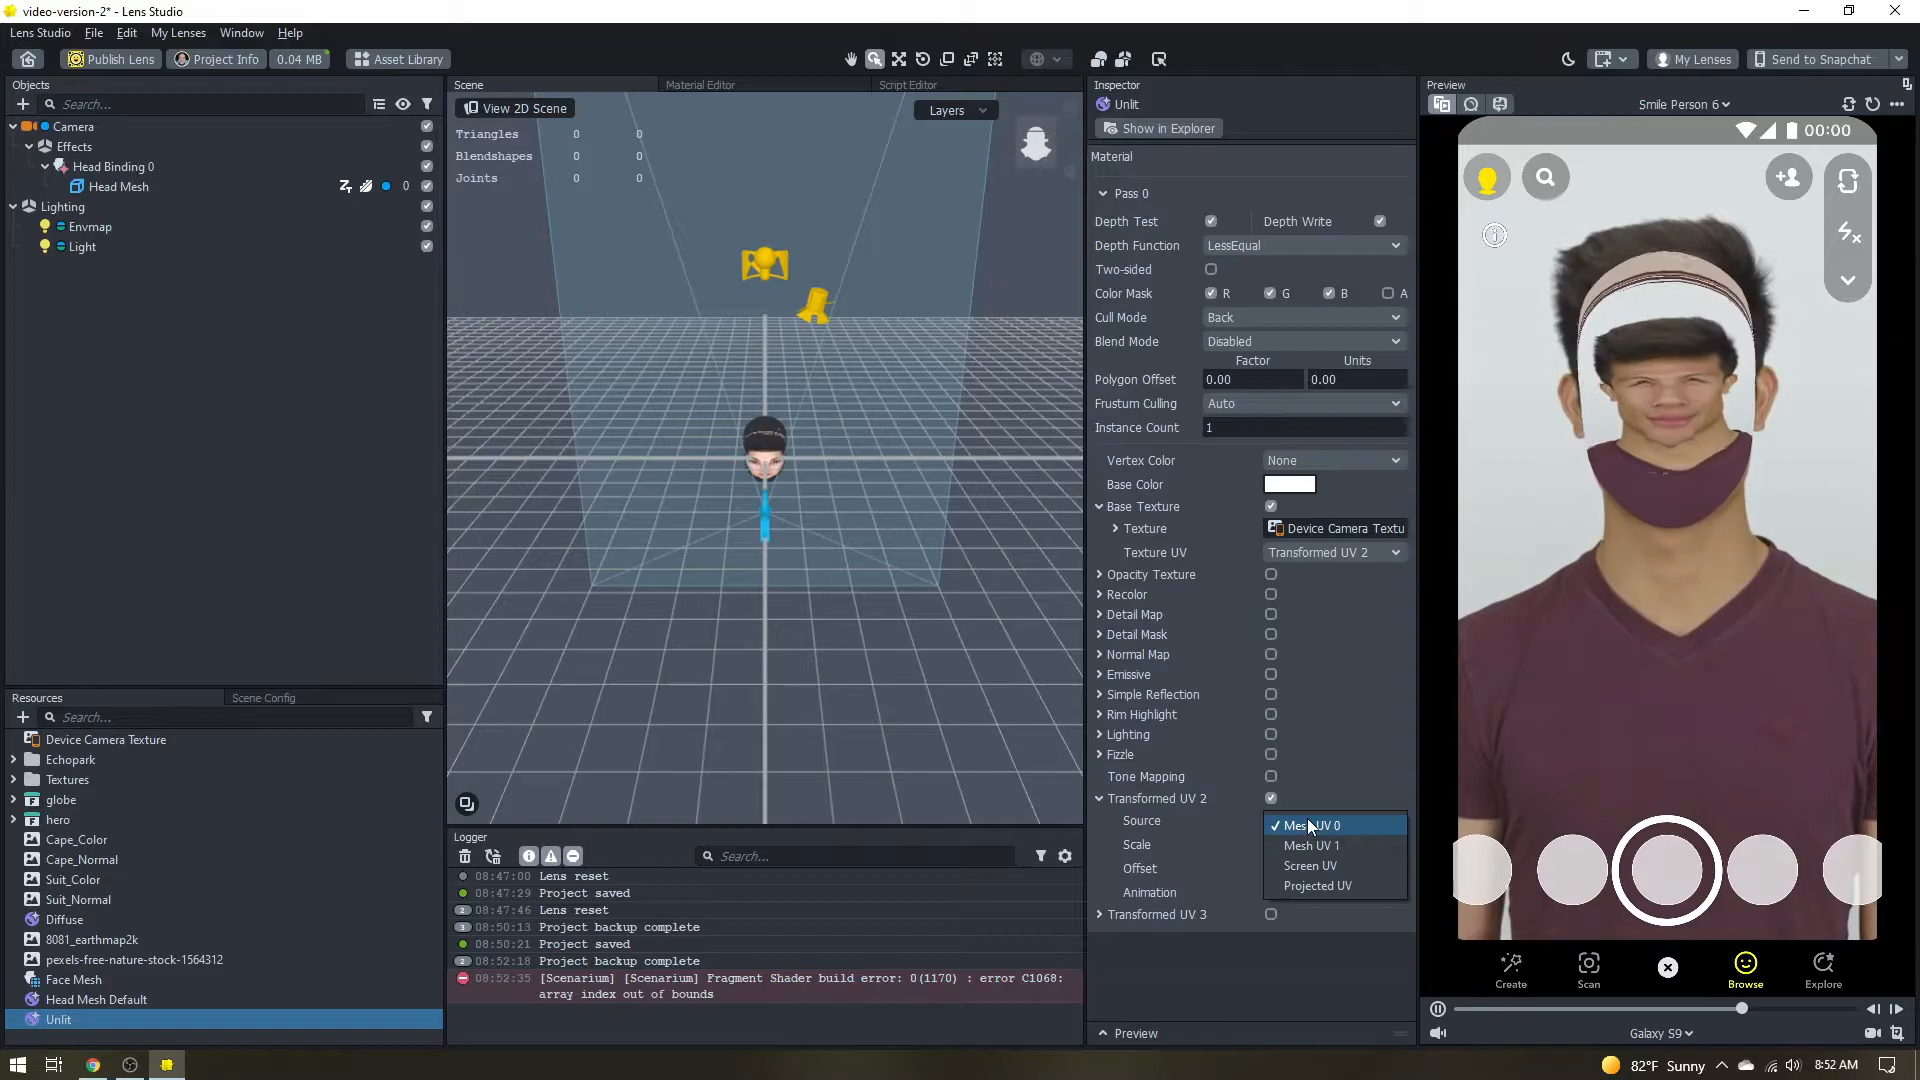 video-version-2* - Lens Studio
Lens Studio File Edit My Lenses Window Help
Publish Lens Project Info 0.04 MB Asset Library
My Lenses Send to Snapchat
Objects
Search...
Camera
Effects
Head Binding 0
Head Mesh 0
Lighting
Envmap
Light
Resources Scene Config
Search...
Device Camera Texture
Echopark
Textures
globe
hero
Cape_Color
Cape_Normal
Suit_Color
Suit_Normal
Diffuse
8081_earthmap2k
pexels-free-nature-stock-1564312
Face Mesh
Head Mesh Default
Unlit
Scene Material Editor Script Editor
View 2D Scene Layers
Triangles 0 0
Blendshapes 0 0
Joints 0 0
Logger
Search...
08:47:00 Lens reset
08:47:29 Project saved
2 08:47:46 Lens reset
3 08:50:13 Project backup complete
08:50:21 Project saved
2 08:52:18 Project backup complete
08:52:35 [Scenarium] [Scenarium] Fragment Shader build error: 0(1170) : error C1068:
array index out of bounds
Inspector
Unlit
Show in Explorer
Material
Pass 0
Depth Test Depth Write
Depth Function LessEqual
Two-sided
Color Mask R G B A
Cull Mode Back
Blend Mode Disabled
Factor Units
Polygon Offset 0.00 0.00
Frustum Culling Auto
Instance Count 1
Vertex Color None
Base Color
Base Texture
Texture Device Camera Textu
Texture UV Transformed UV 2
Opacity Texture
Recolor
Detail Map
Detail Mask
Normal Map
Emissive
Simple Reflection
Rim Highlight
Lighting
Fizzle
Tone Mapping
Transformed UV 2
Source Mesh UV 0
Mesh UV 1
Scale
Screen UV
Offset
Projected UV
Animation
Transformed UV 3
Preview
Preview
Smile Person 6
00:00
Create Scan Browse Explore
Galaxy S9
82°F Sunny 8:52 AM